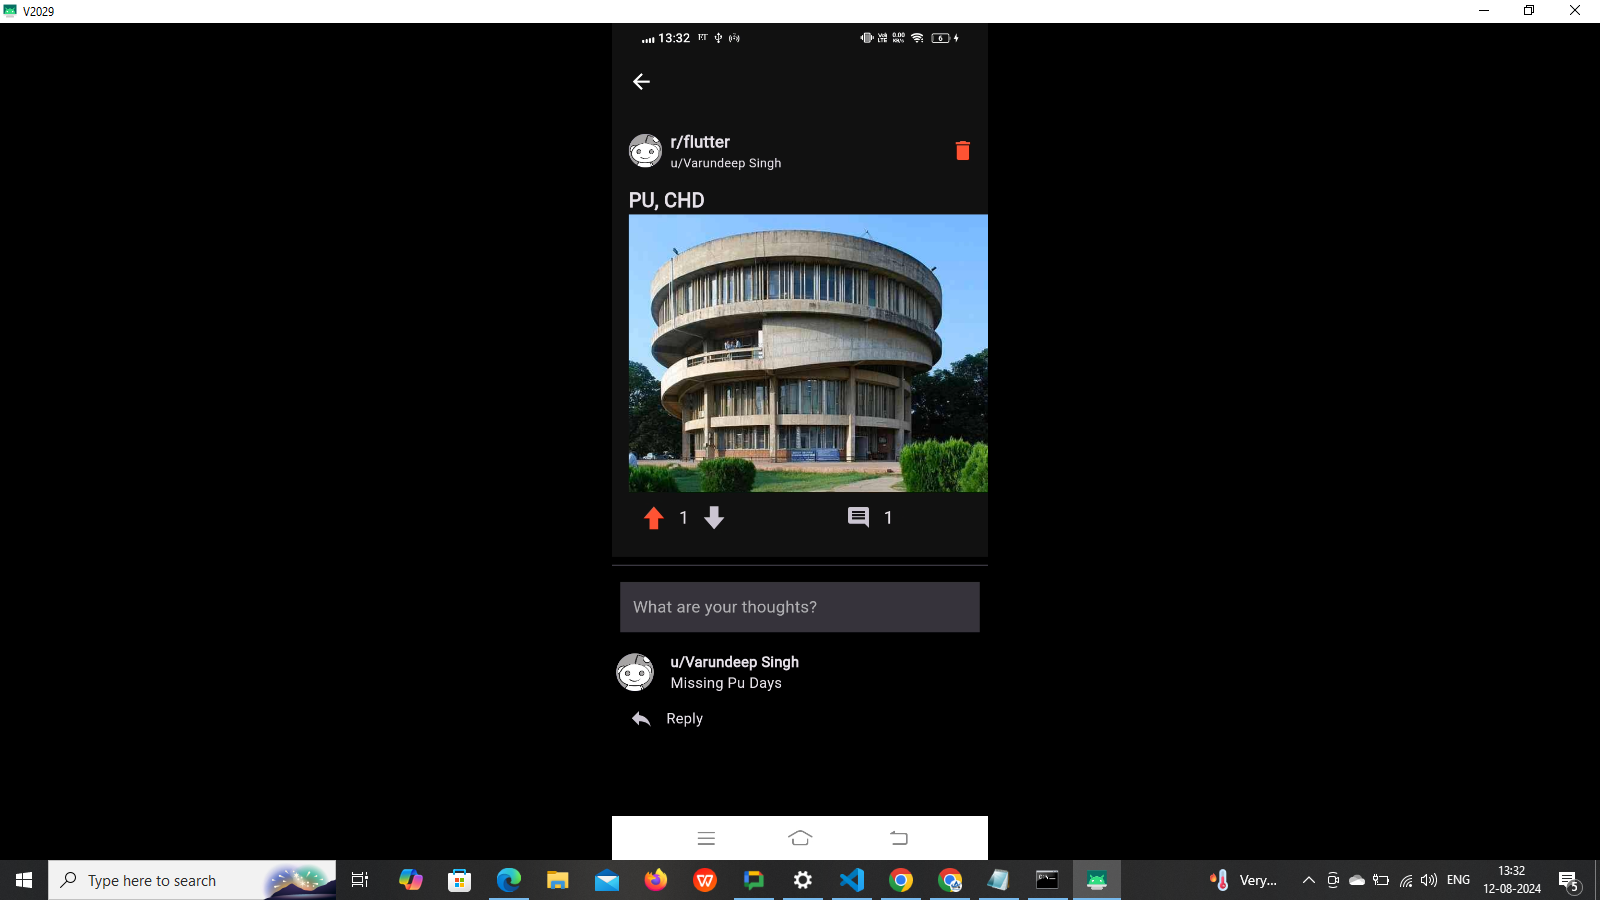 V2029
13:32
6
r/flutter
u/Varundeep Singh
PU, CHD
1
1
What are your thoughts?
u/Varundeep Singh
Missing Pu Days
Reply
Type here to search
Very...
ENG
13:32
12-08-2024
5